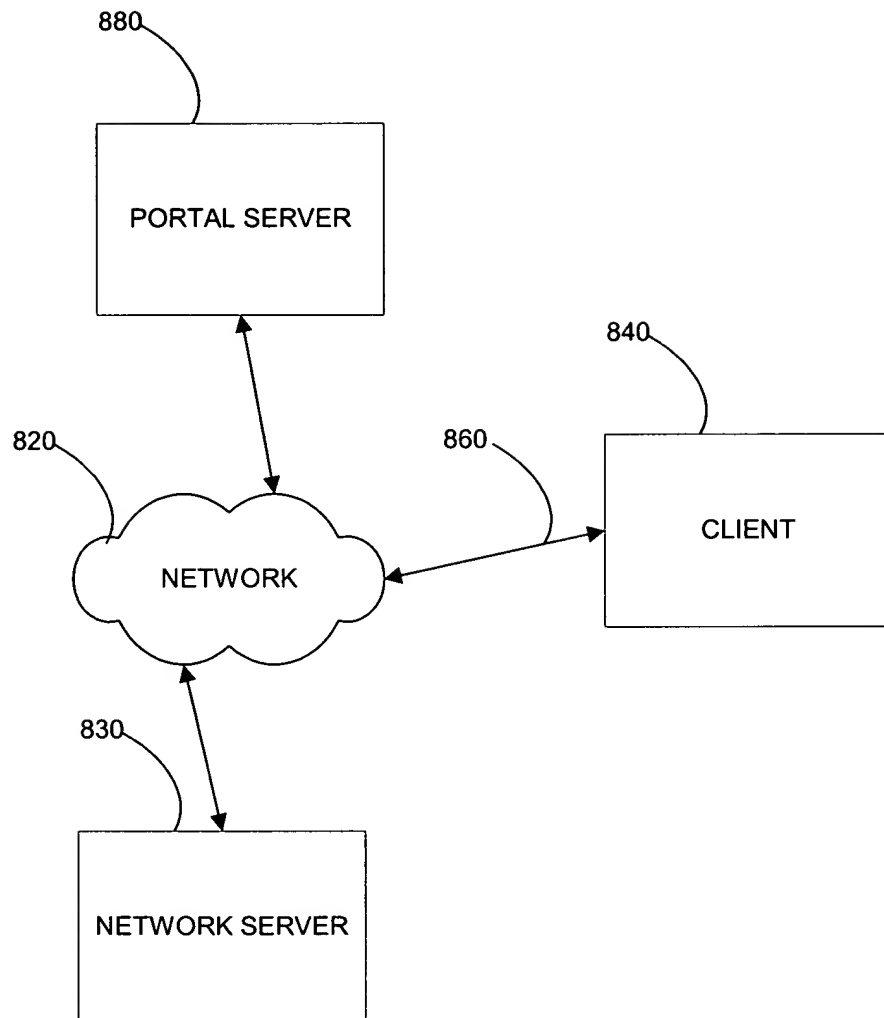 880
PORTAL SERVER
840
820
860
CLIENT
NETWORK
830
NETWORK SERVER